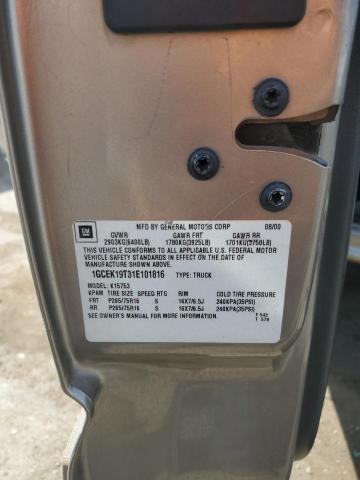 GM
MFD BY GENERAL MOTORS CORP 08/00
GVWR GAWR FRT GAWR RR
2903KG(6400LB) 1780KG(3925LB) 1701KG(3750LB)
THIS VEHICLE CONFORMS TO ALL APPLICABLE U.S. FEDERAL MOTOR
VEHICLE SAFETY STANDARDS IN EFFECT ON THE DATE OF
MANUFACTURE SHOWN ABOVE.
1GCEK19T31E101816 TYPE: TRUCK
MODEL: K15753
KPAM TIRE SIZE SPEED RTG RIM COLD TIRE PRESSURE
FRT P265/75R16 S 16X7/6.5J 240KPA(35PSI)
RR P265/75R16 S 16X7/6.5J 240KPA(35PSI)
SEE OWNER'S MANUAL FOR MORE INFORMATION.